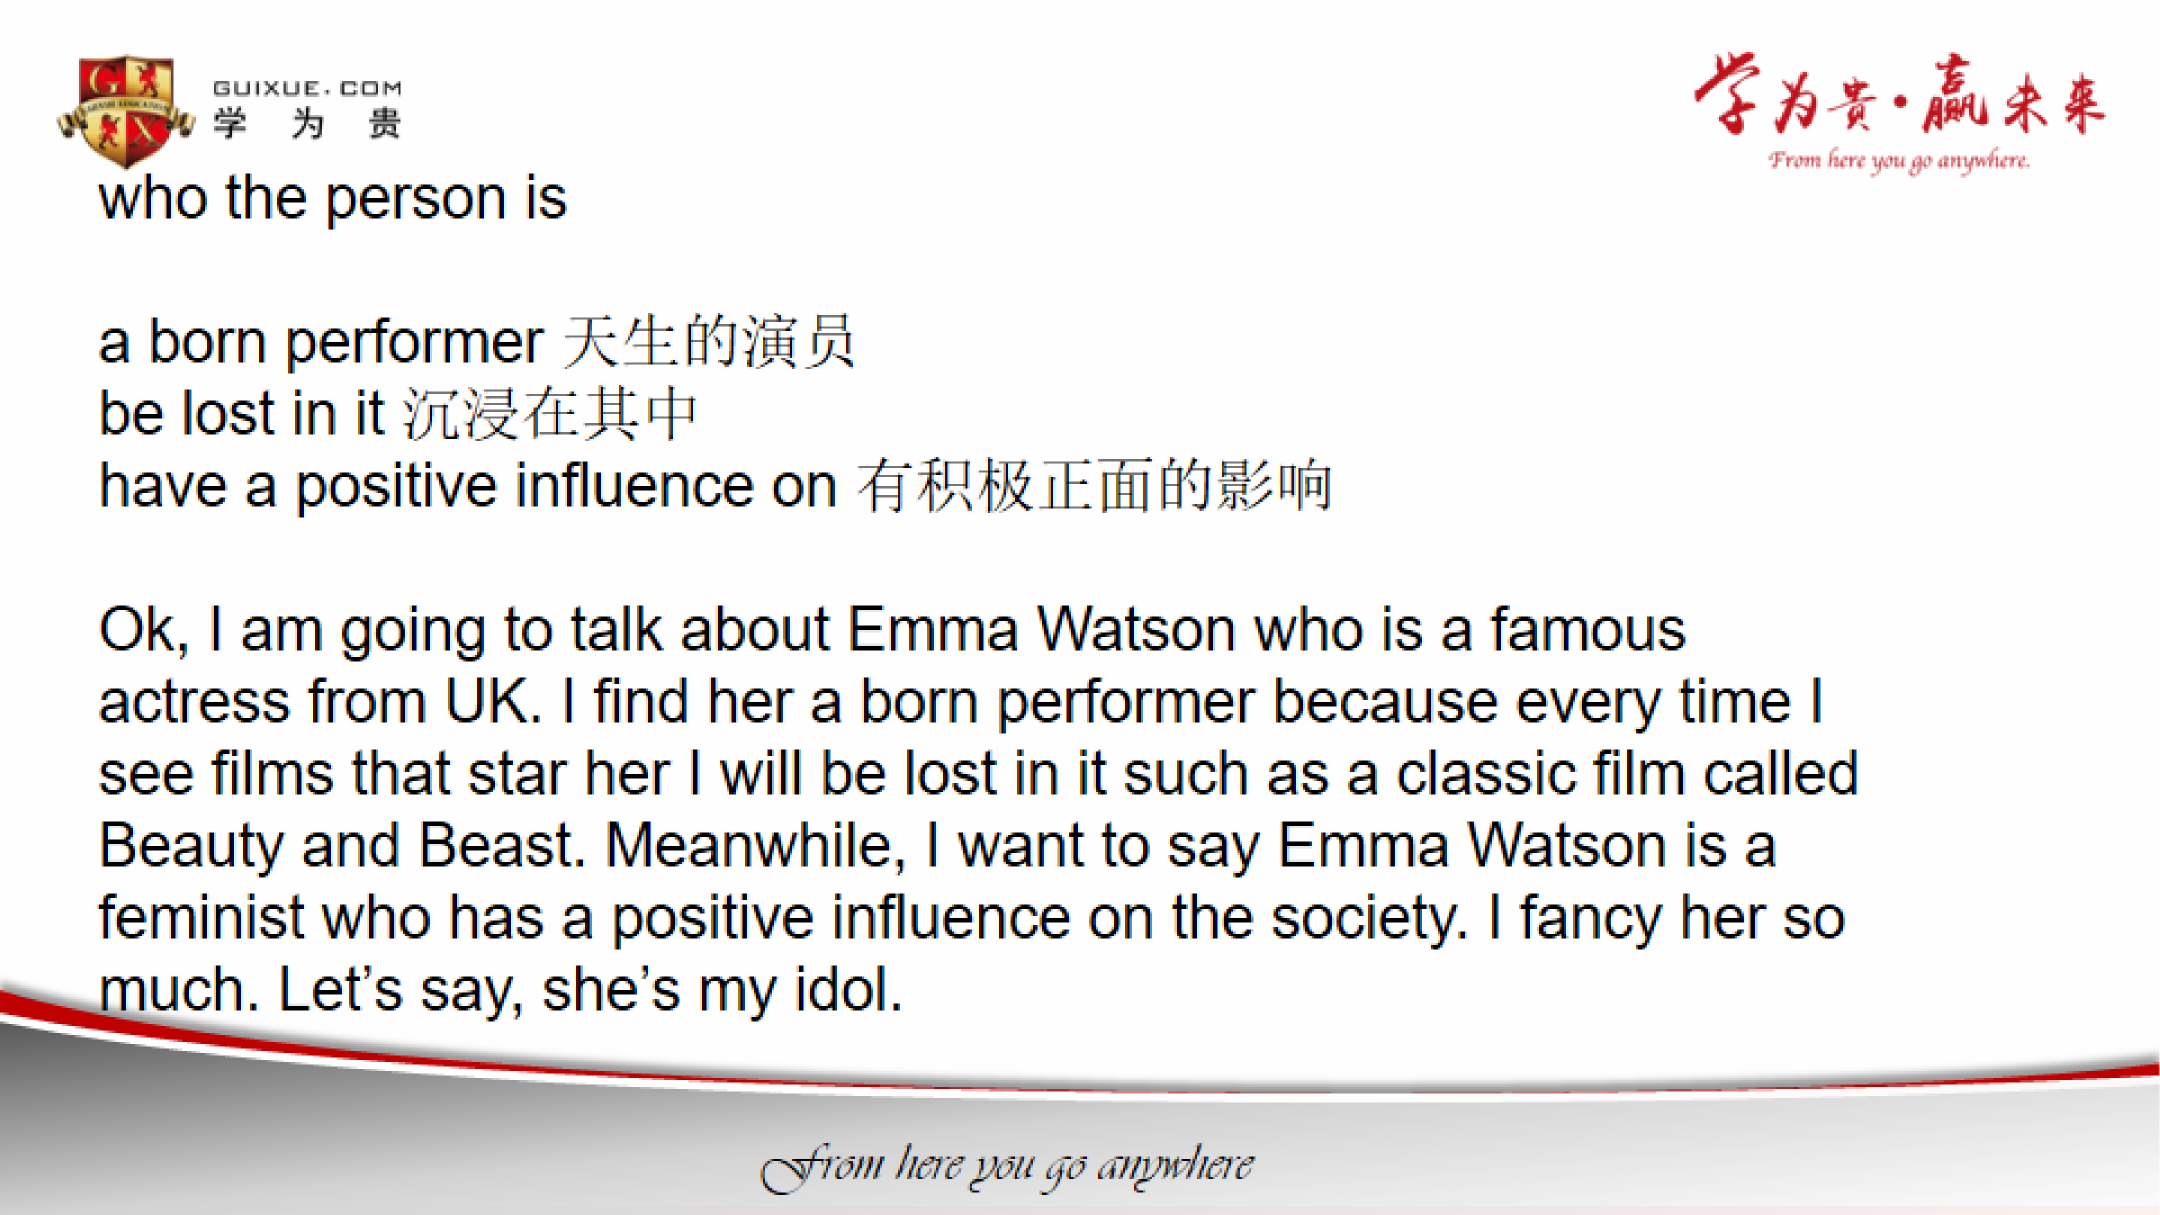 GUIXUE.COM
学为贵
学为贵·赢未来
From here you go anywhere.
who the person is
a born performer 天生的演员
be lost in it 沉浸在其中
have a positive influence on 有积极正面的影响
Ok, I am going to talk about Emma Watson who is a famous
actress from UK. I find her a born performer because every time I
see films that star her I will be lost in it such as a classic film called
Beauty and Beast. Meanwhile, I want to say Emma Watson is a
feminist who has a positive influence on the society. I fancy her so
much. Let’s say, she’s my idol.
From here you go anywhere